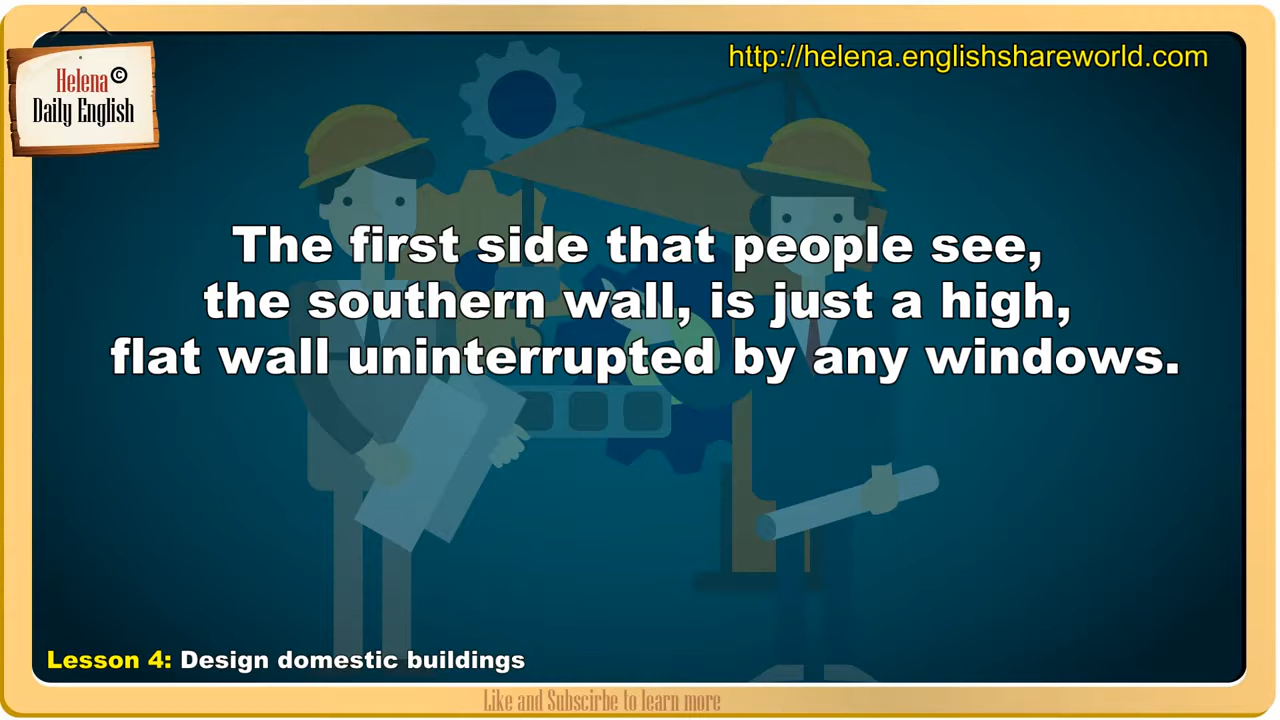 Helena©
Daily English
http://helena.englishshareworld.com
The first side that people see,
the southern wall, is just a high,
flat wall uninterrupted by any windows.
Lesson 4: Design domestic buildings
Like and Subscirbe to learn more